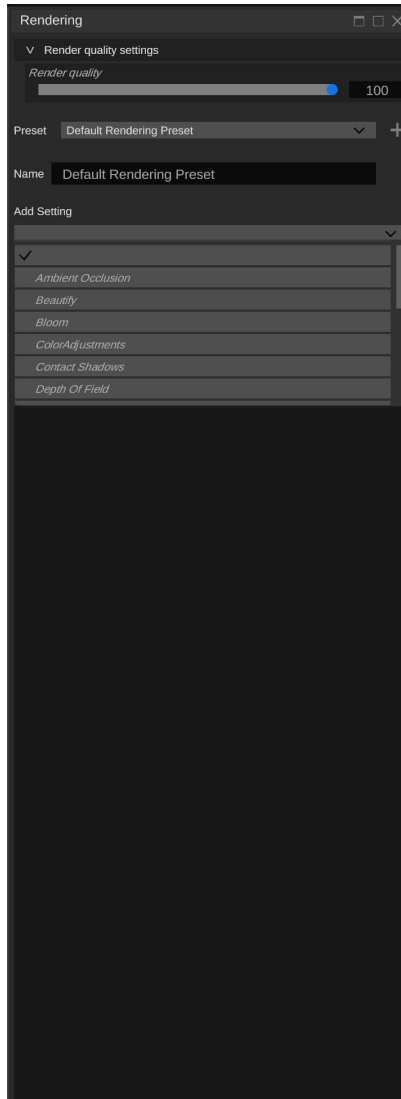 Rendering
Render quality settings
Render quality
100
Preset Default Rendering Preset
Name Default Rendering Preset
Add Setting
Ambient Occlusion
Beautify
Bloom
ColorAdjustments
Contact Shadows
Depth Of Field